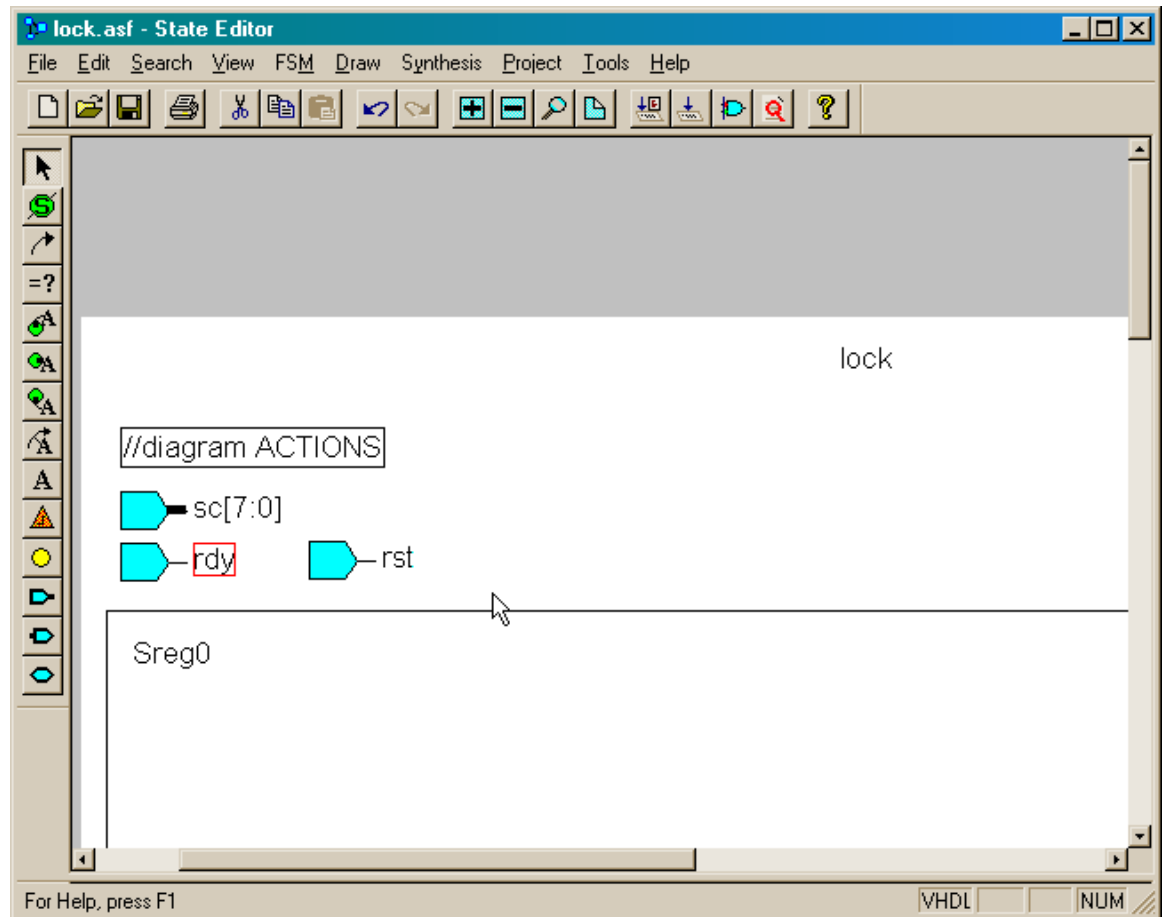 lock.asf - State Editor
File Edit Search View FSM Draw Synthesis Project Tools Help
lock
//diagram ACTIONS
sc[7:0]
rdy rst
Sreg0
For Help, press F1 VHDL NUM